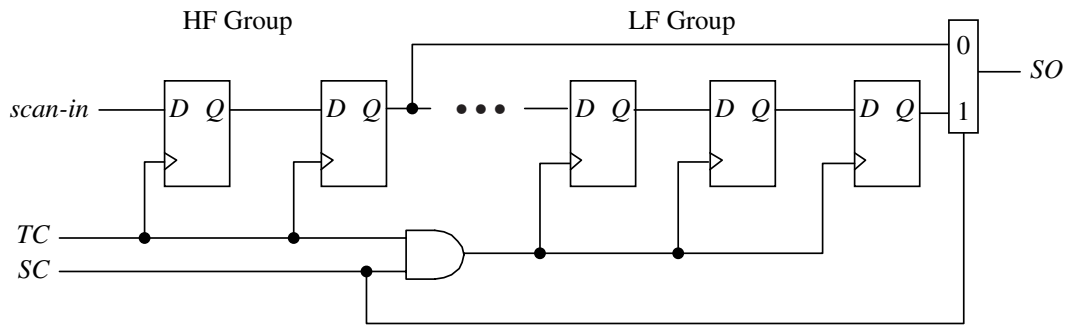 HF Group LF Group
0
SO
scan-in D Q D Q D Q D Q D Q 1
TC
SC